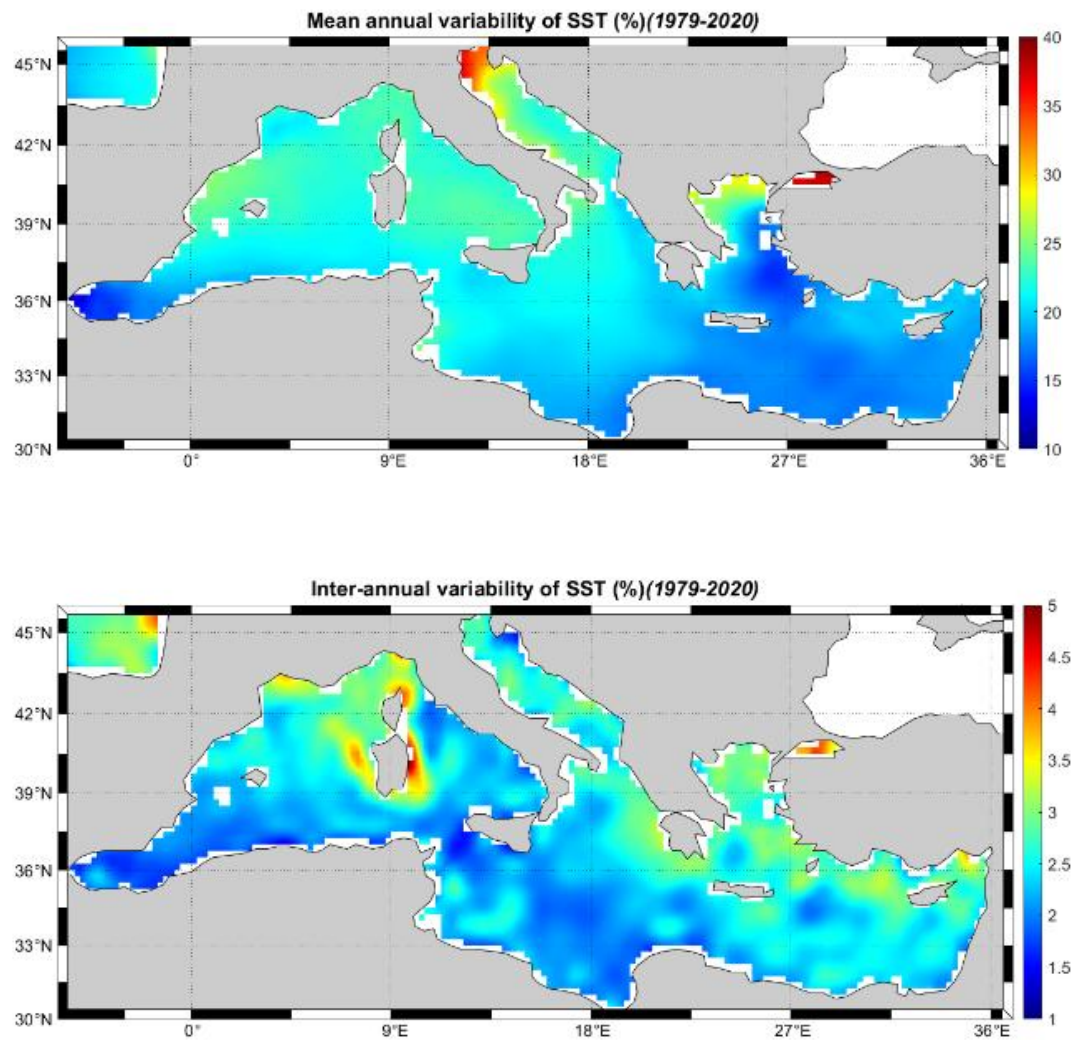 Mean annual variability of SST (%)(1979-2020)
45°N
42°N
39°N
36°N
33°N
30°N
0°
9°E
18°E
27°E
36°E
40
35
30
25
20
15
10
Inter-annual variability of SST (%)(1979-2020)
45°N
42°N
39°N
36°N
33°N
30°N
0°
9°E
18°E
27°E
36°E
5
4.5
4
3.5
3
2.5
2
1.5
1